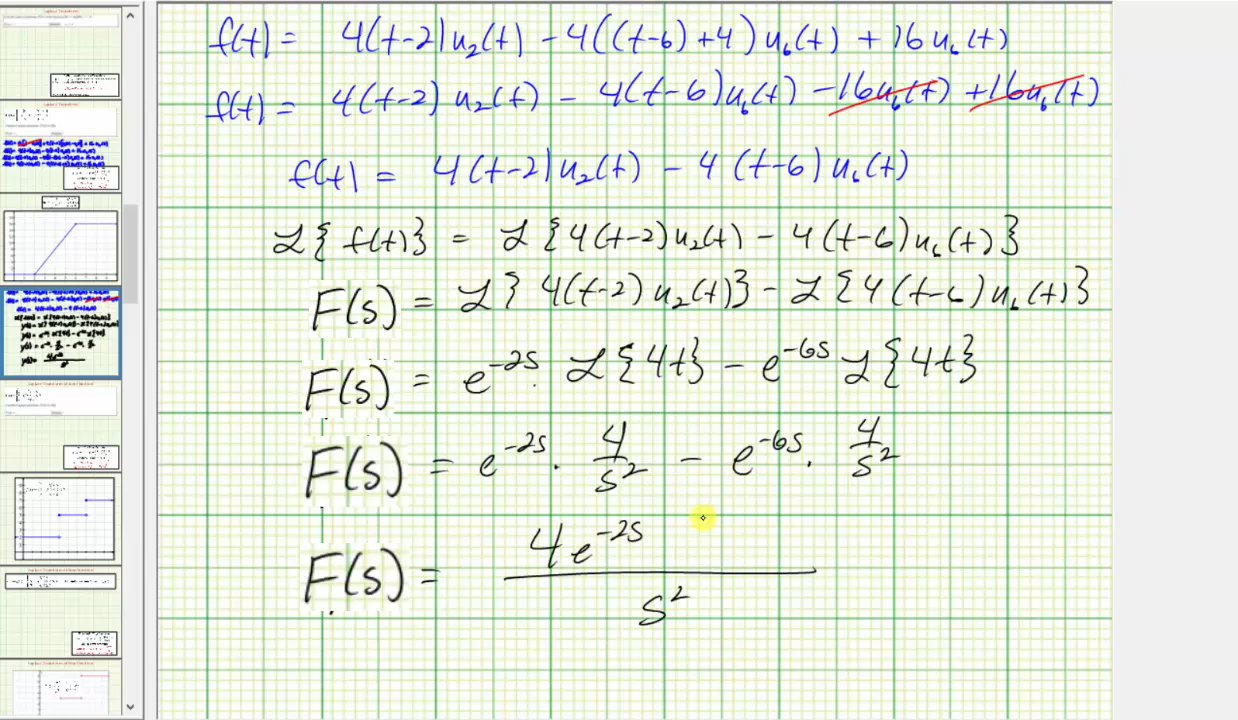 f(t) = 4(t-2)u₂(t) - 4((t-6)+4)u₆(t) + 16u₆(t)
f(t) = 4(t-2)u₂(t) - 4(t-6)u₆(t) -16u₆(t) +16u₆(t)
f(t) = 4(t-2)u₂(t) - 4(t-6)u₆(t)
ℒ{f(t)} = ℒ{4(t-2)u₂(t) - 4(t-6)u₆(t)}
F(s) = ℒ{4(t-2)u₂(t)} - ℒ{4(t-6)u₆(t)}
F(s) = e^{-2s} · ℒ{4t} - e^{-6s} ℒ{4t}
F(s) = e^{-2s} · 4/s² - e^{-6s} · 4/s²
F(s) = 4e^{-2s} / s²